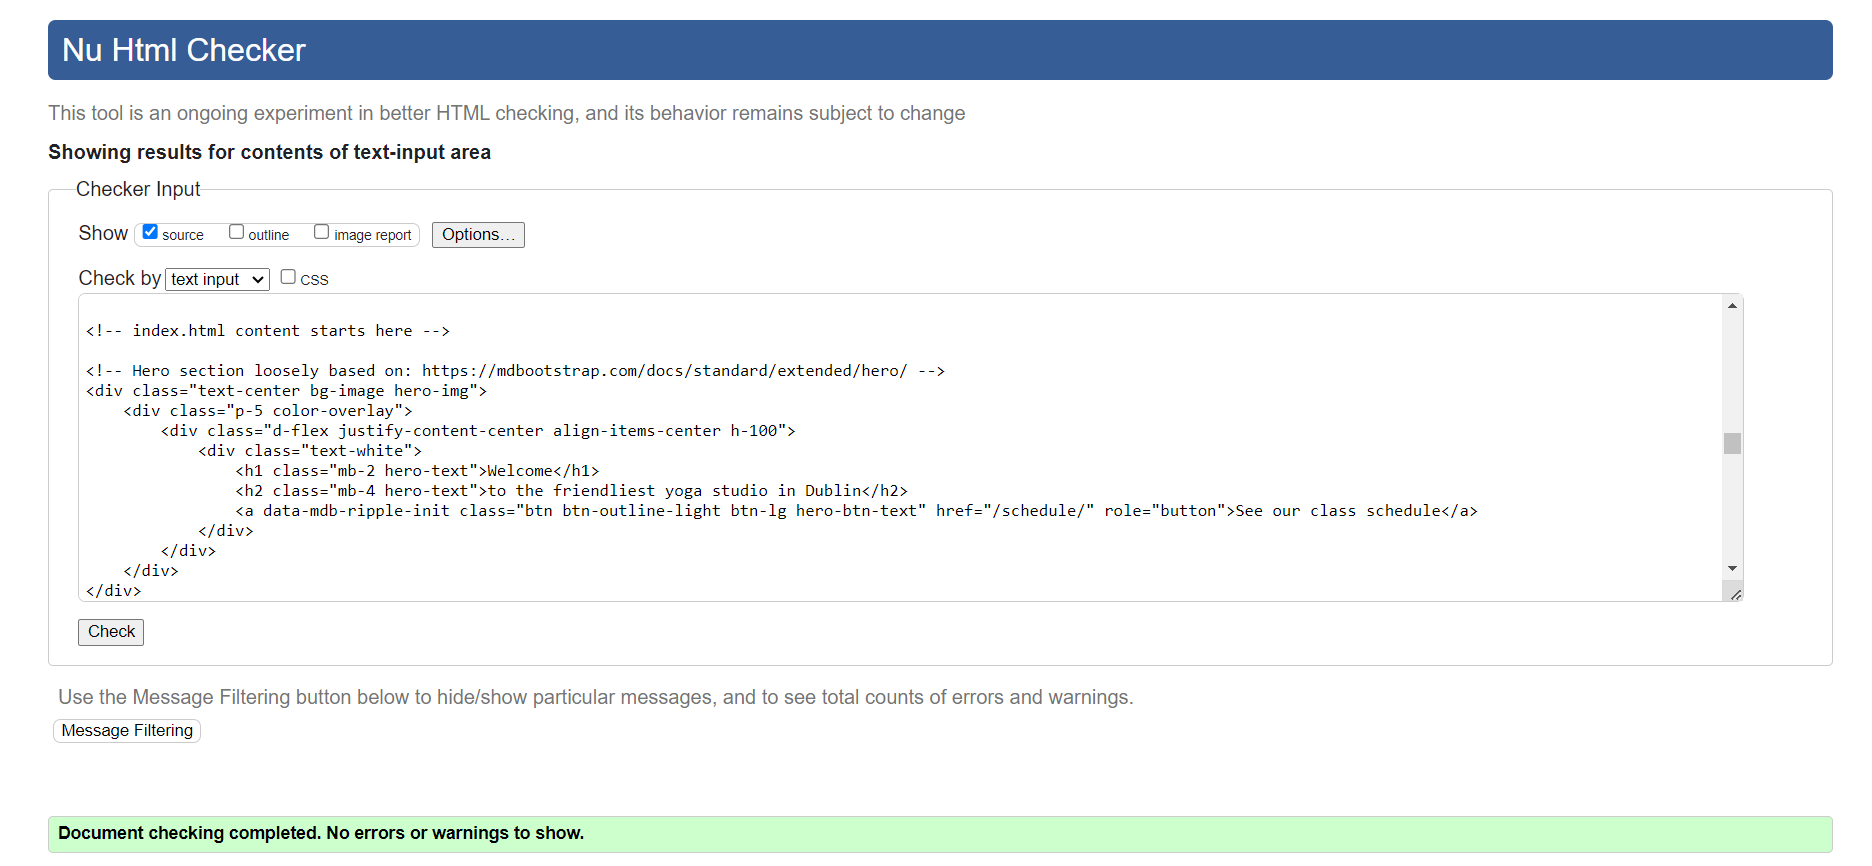 Nu Html Checker
This tool is an ongoing experiment in better HTML checking, and its behavior remains subject to change
Showing results for contents of text-input area
Checker Input
Show source outline image report Options...
Check by text input CSS
<!-- index.html content starts here -->
<!-- Hero section loosely based on: https://mdbootstrap.com/docs/standard/extended/hero/ -->
<div class="text-center bg-image hero-img">
    <div class="p-5 color-overlay">
        <div class="d-flex justify-content-center align-items-center h-100">
            <div class="text-white">
                <h1 class="mb-2 hero-text">Welcome</h1>
                <h2 class="mb-4 hero-text">to the friendliest yoga studio in Dublin</h2>
                <a data-mdb-ripple-init class="btn btn-outline-light btn-lg hero-btn-text" href="/schedule/" role="button">See our class schedule</a>
            </div>
        </div>
    </div>
</div>
Check
Use the Message Filtering button below to hide/show particular messages, and to see total counts of errors and warnings.
Message Filtering
Document checking completed. No errors or warnings to show.